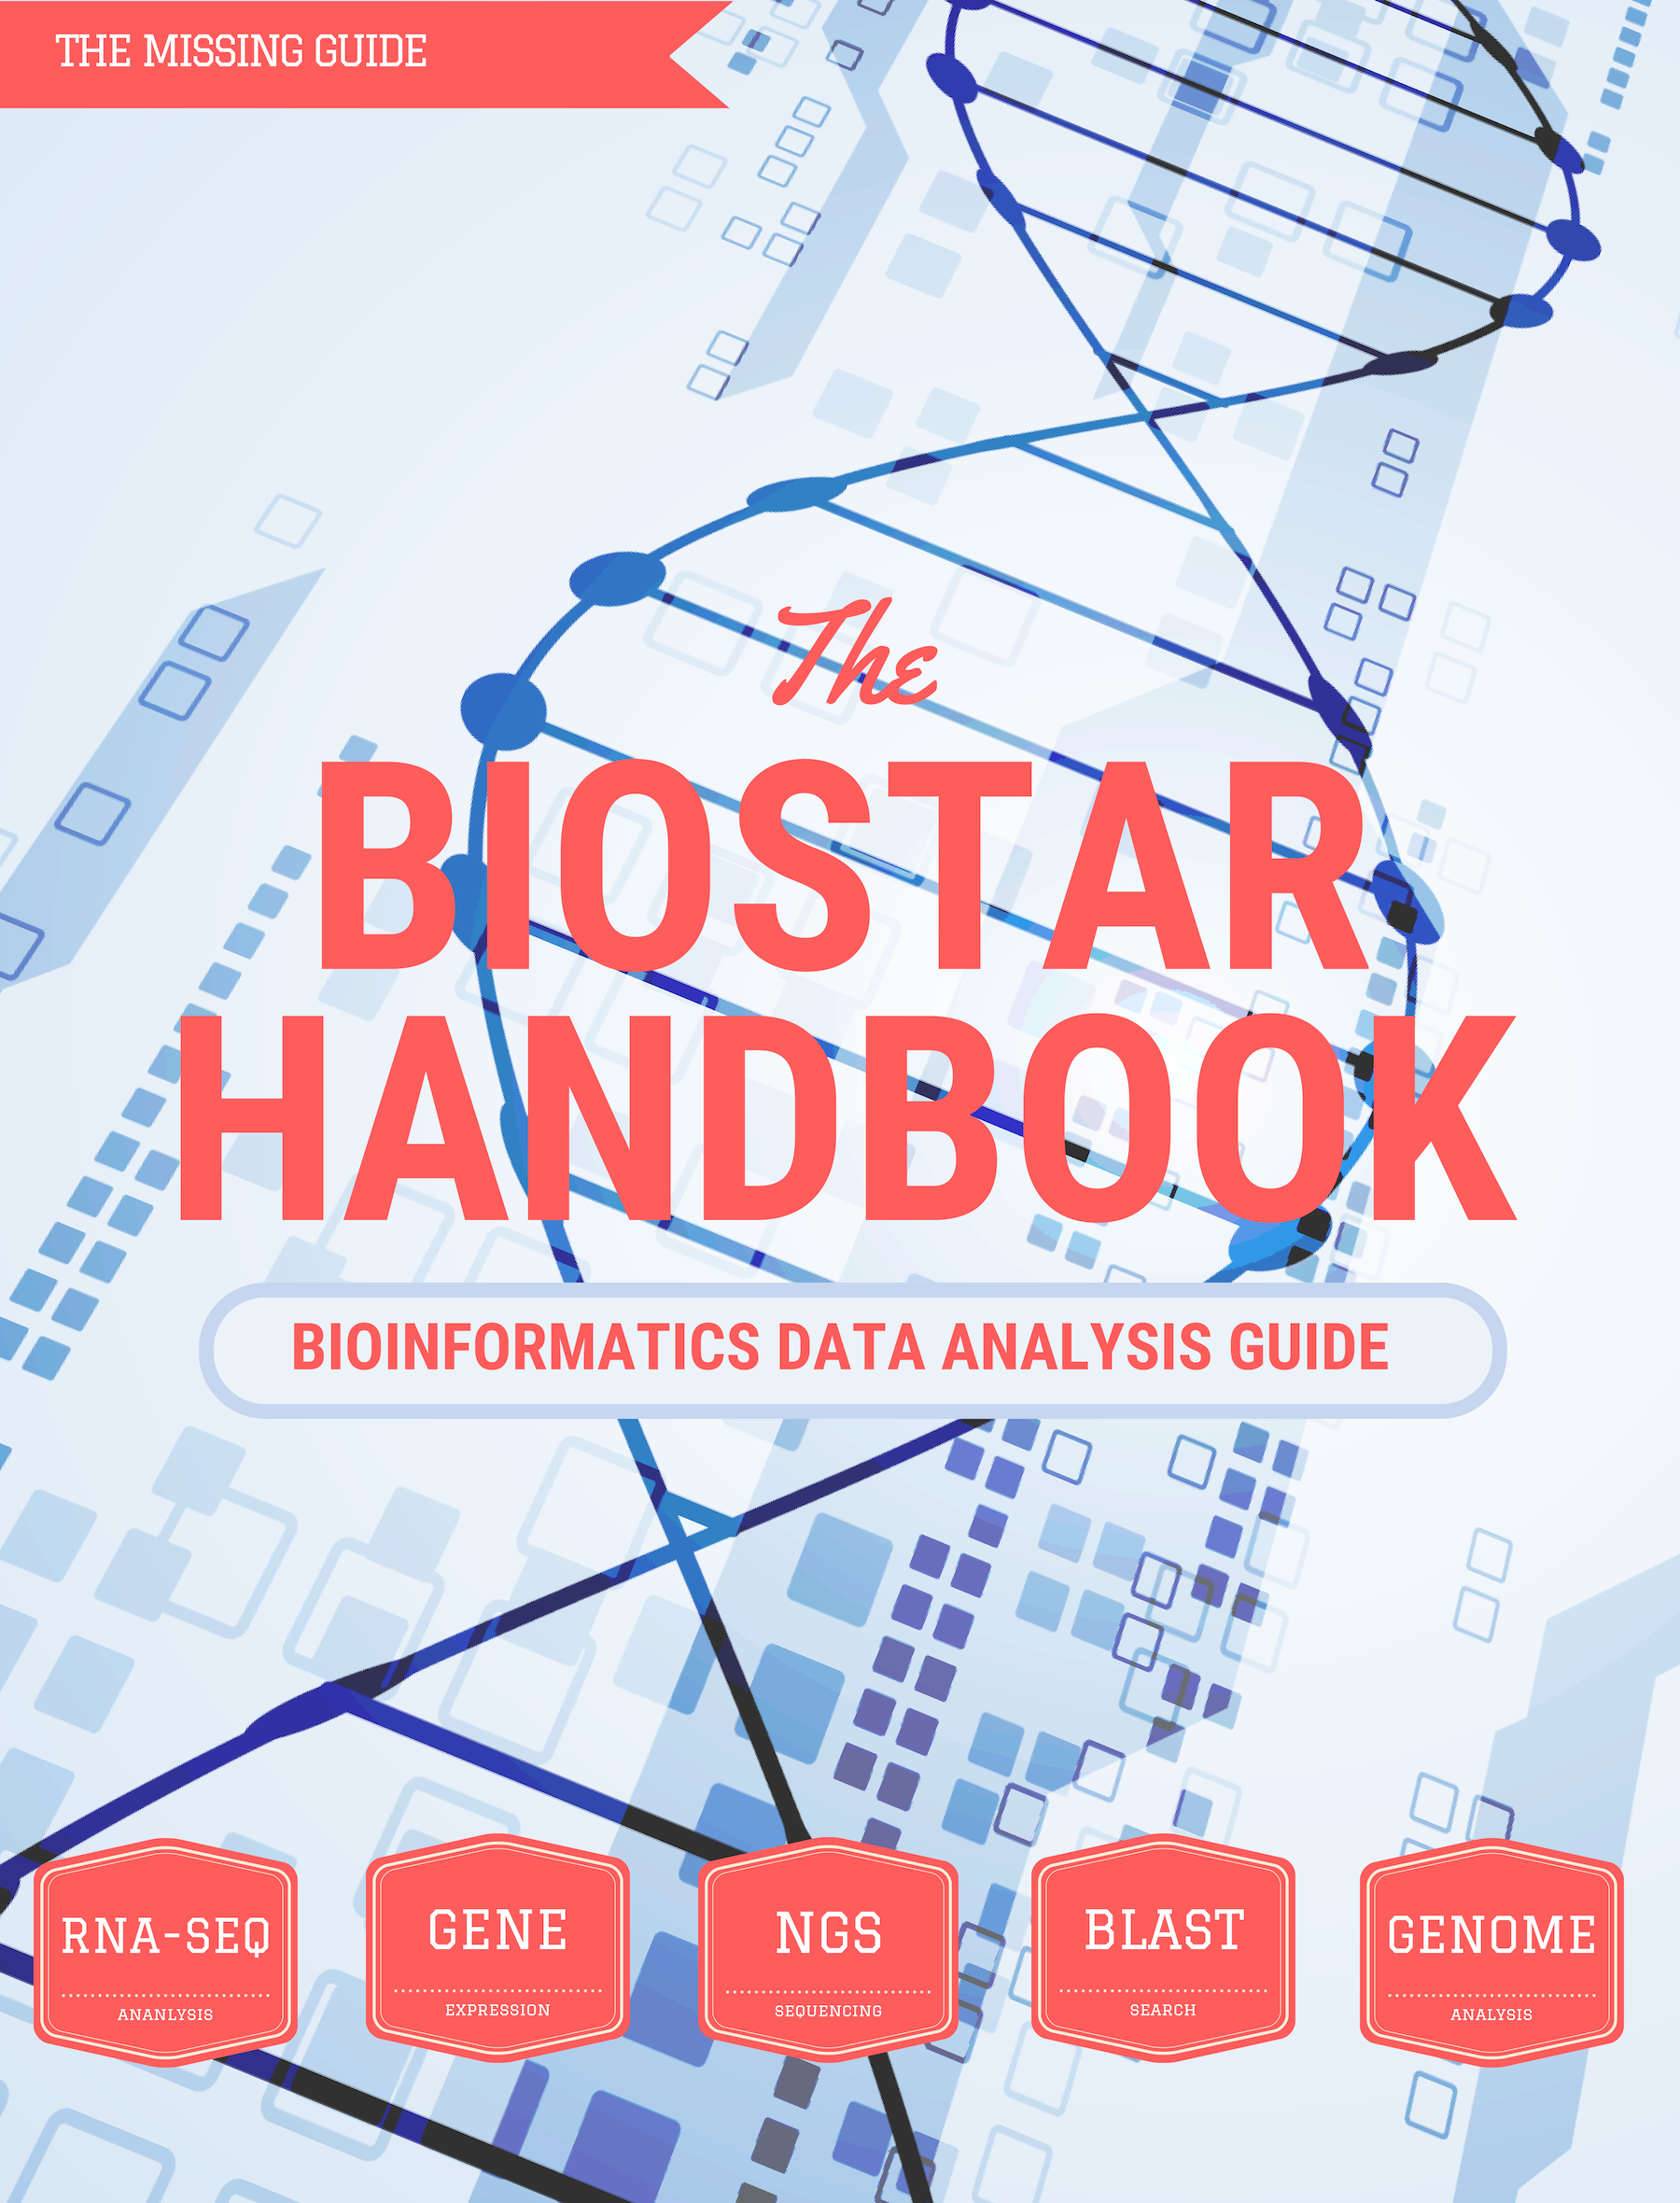 THE MISSING GUIDE
The
BIOSTAR
HANDBOOK
BIOINFORMATICS DATA ANALYSIS GUIDE
RNA-SEQ
ANANLYSIS
GENE
EXPRESSION
NGS
SEQUENCING
BLAST
SEARCH
GENOME
ANALYSIS